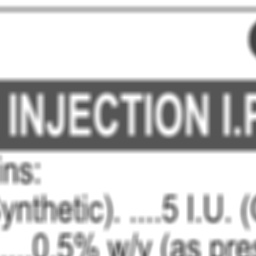 INJECTION I.P
ins:
ynthetic). ....5 I.U. (
....0.5% w/v (as pres